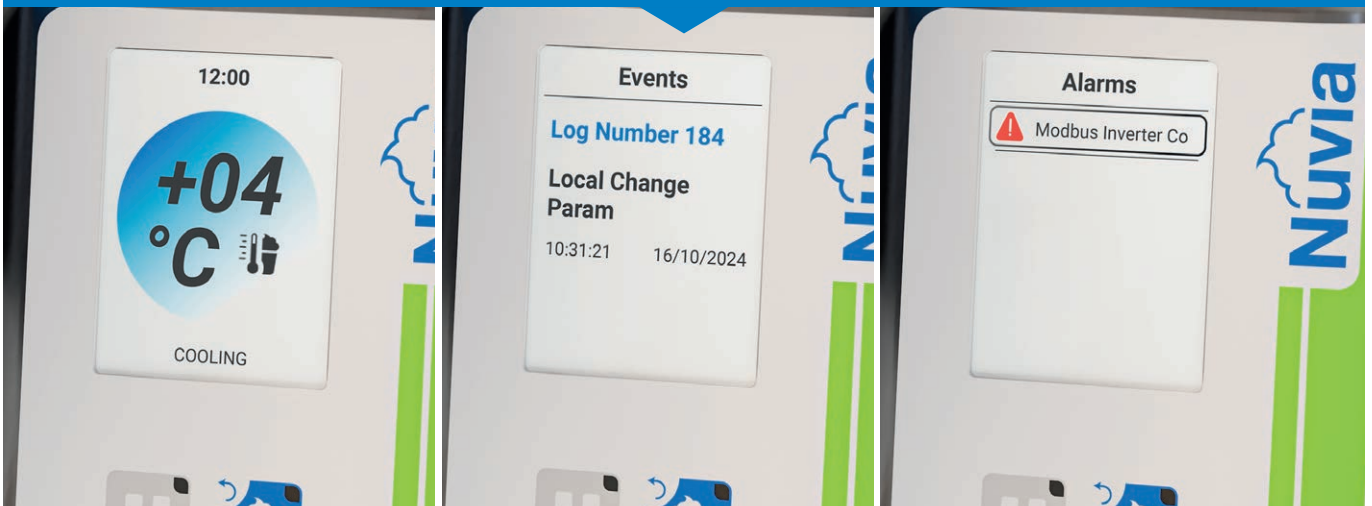 12:00
+04
°C
COOLING
Events
Log Number 184
Local Change
Param
10:31:21 16/10/2024
Nuvia
Alarms
Modbus Inverter Co
Nuvia